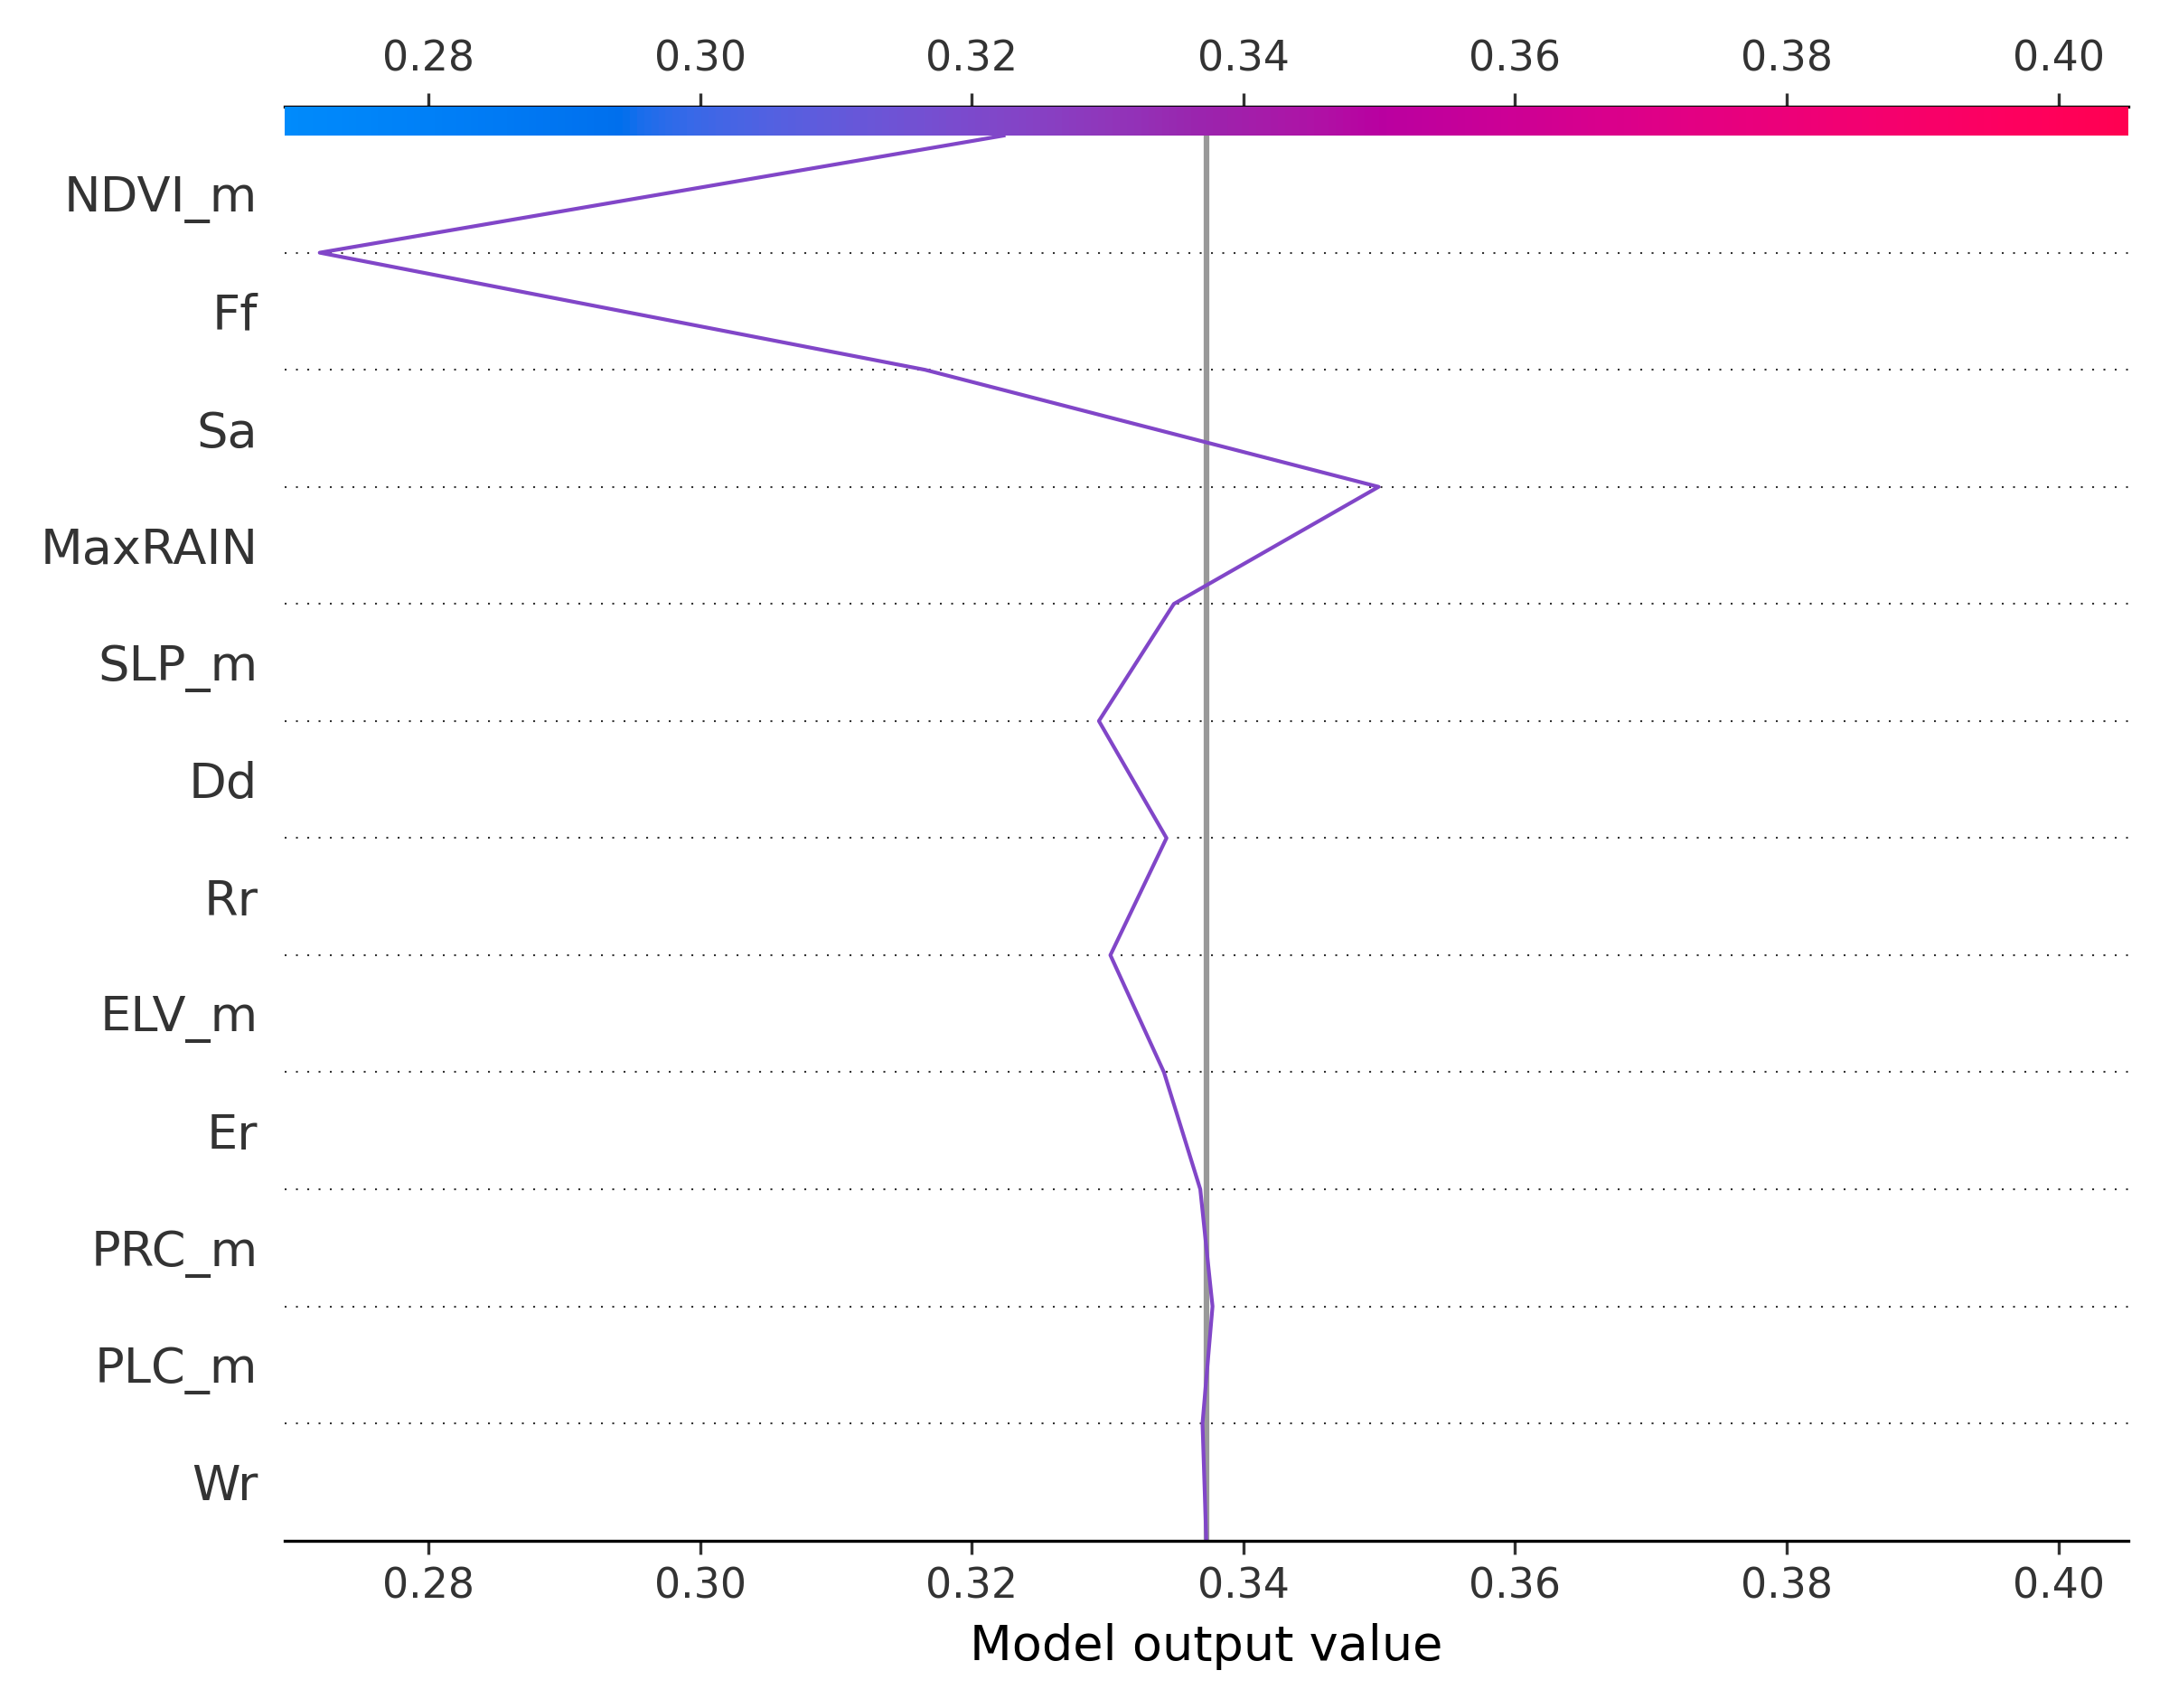 0.28 0.30 0.32 0.34 0.36 0.38 0.40
NDVI_m
Ff
Sa
MaxRAIN
SLP_m
Dd
Rr
ELV_m
Er
PRC_m
PLC_m
Wr
0.28 0.30 0.32 0.34 0.36 0.38 0.40
Model output value